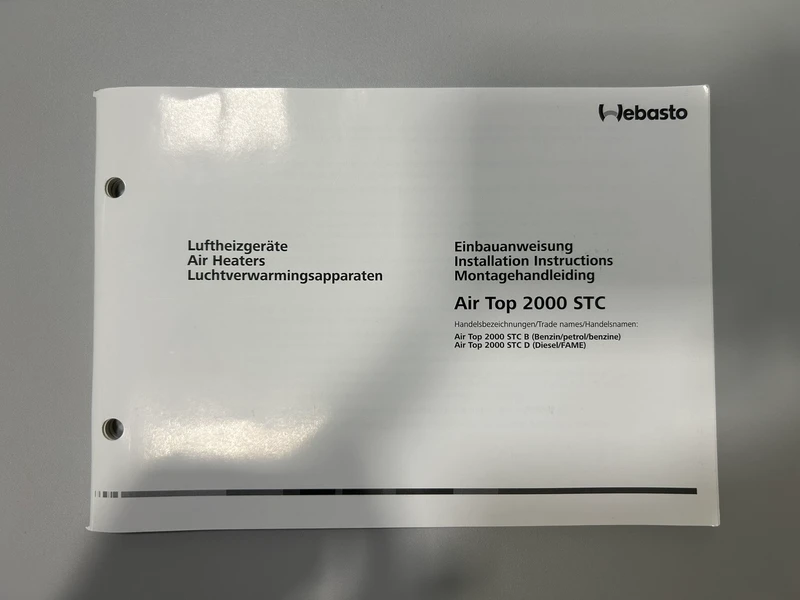 Webasto
Luftheizgeräte
Air Heaters
Luchtverwarmingsapparaten
Einbauanweisung
Installation Instructions
Montagehandleiding
Air Top 2000 STC
Handelsbezeichnungen/Trade names/Handelsnamen:
Air Top 2000 STC B (Benzin/petrol/benzine)
Air Top 2000 STC D (Diesel/FAME)